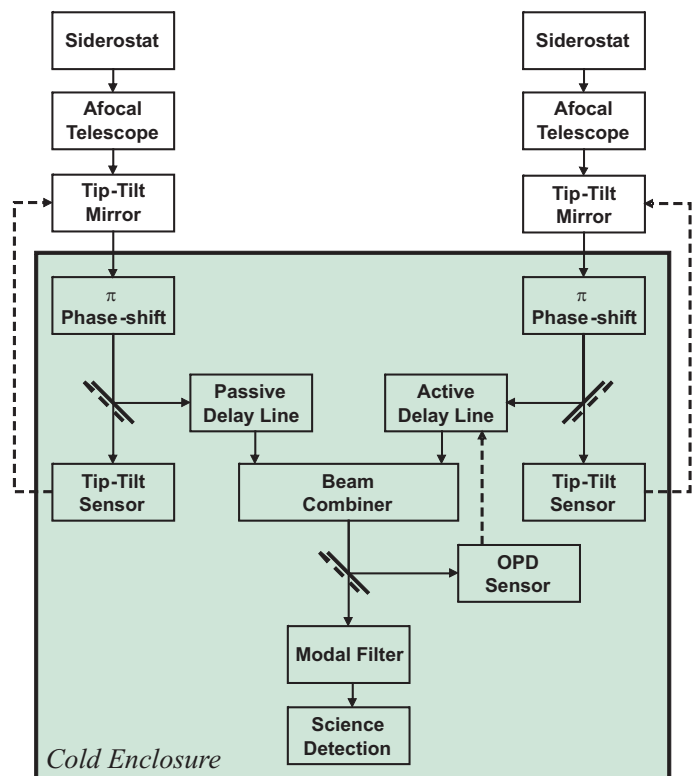 Siderostat
Siderostat
Afocal
Telescope
Afocal
Telescope
Tip-Tilt
Mirror
Tip-Tilt
Mirror
π
Phase-shift
π
Phase-shift
Passive
Delay Line
Active
Delay Line
Tip-Tilt
Sensor
Beam
Combiner
Tip-Tilt
Sensor
OPD
Sensor
Modal Filter
Science
Detection
Cold Enclosure